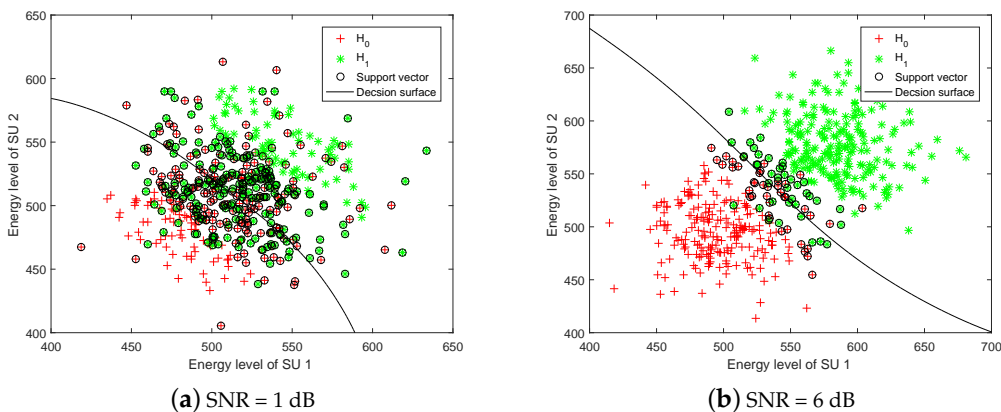 650
600
550
500
450
400
400 450 500 550 600 650
Energy level of SU 2
Energy level of SU 1
H0
H1
Support vector
Decsion surface
(a) SNR = 1 dB
700
650
600
550
500
450
400
400 450 500 550 600 650 700
Energy level of SU 2
Energy level of SU 1
H0
H1
Support vector
Decsion surface
(b) SNR = 6 dB